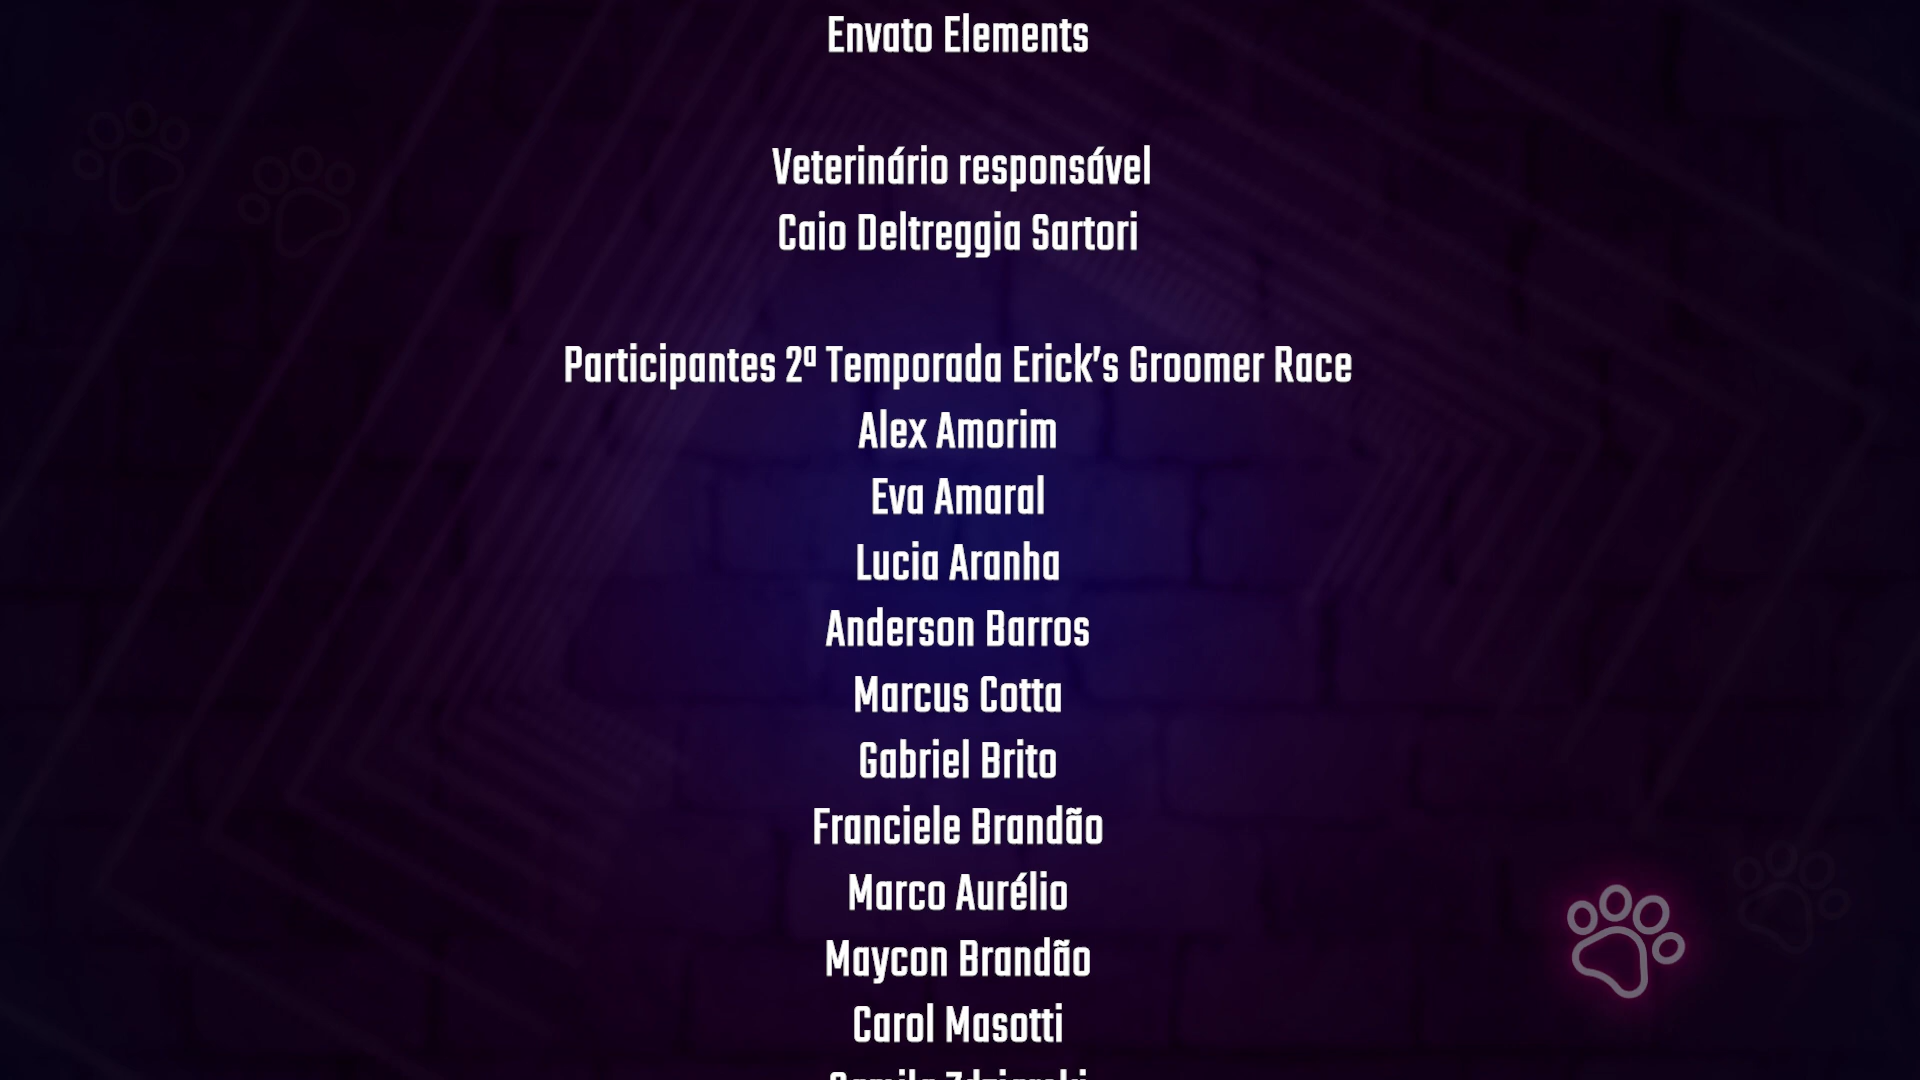 Envato Elements
Veterinário responsável
Caio Deltreggia Sartori
Participantes 2ª Temporada Erick’s Groomer Race
Alex Amorim
Eva Amaral
Lucia Aranha
Anderson Barros
Marcus Cotta
Gabriel Brito
Franciele Brandão
Marco Aurélio
Maycon Brandão
Carol Masotti